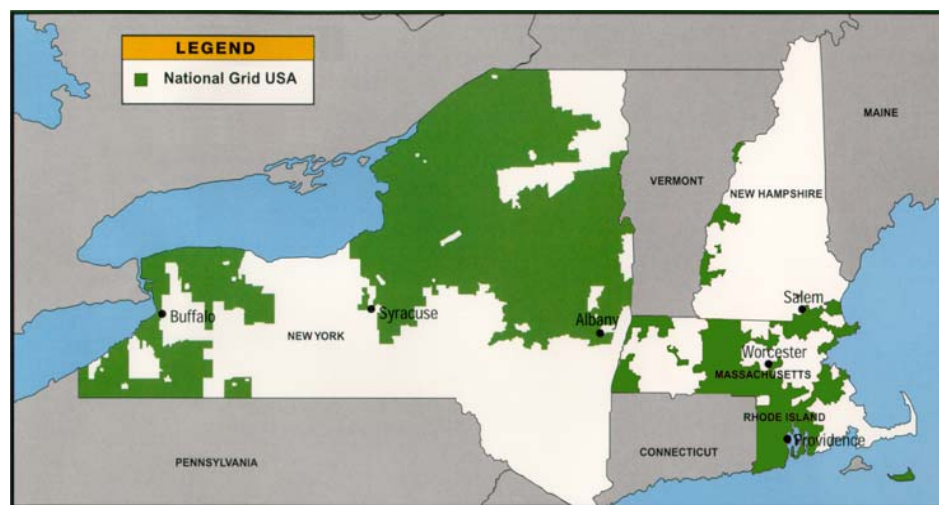 LEGEND
National Grid USA
MAINE
VERMONT
NEW HAMPSHIRE
Salem
Buffalo
Syracuse
Albany
NEW YORK
Worcester
MASSACHUSETTS
RHODE ISLAND
Providence
CONNECTICUT
PENNSYLVANIA